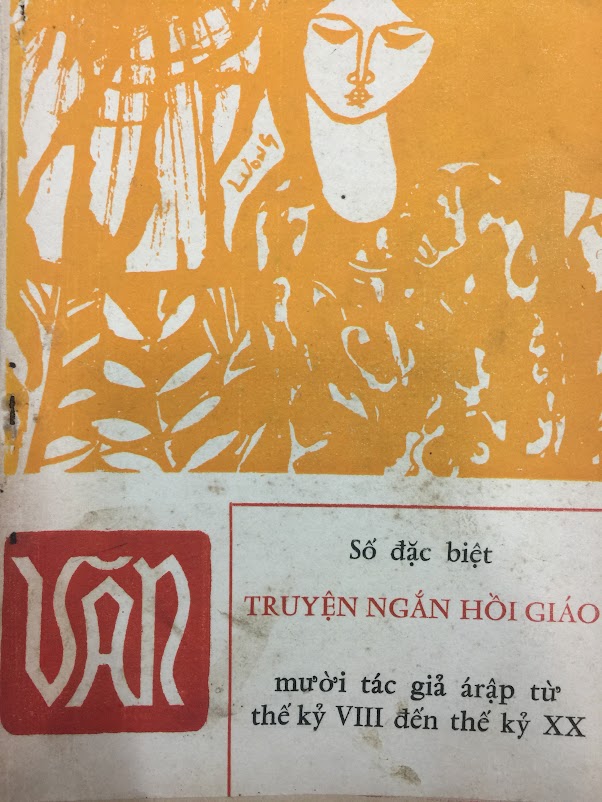 LƯƠNG
VĂN
Số đặc biệt
TRUYỆN NGẮN HỒI GIÁO
mười tác giả árập từ
thế kỷ VIII đến thế kỷ XX